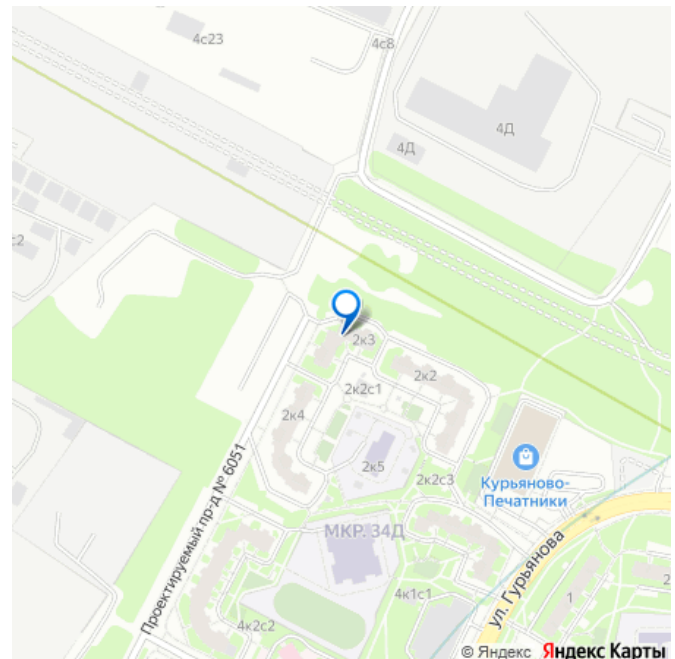 4с23
4с8
4Д
4Д
с2
2к3
2к2
2к2с1
2к4
2к5
2к2с3
Курьяново-
Печатники
Проектируемый пр-д № 6051
МКР. 34Д
ул. Гурьянова
4к1с1
1
2
4к2с2
© Яндекс Яндекс Карты